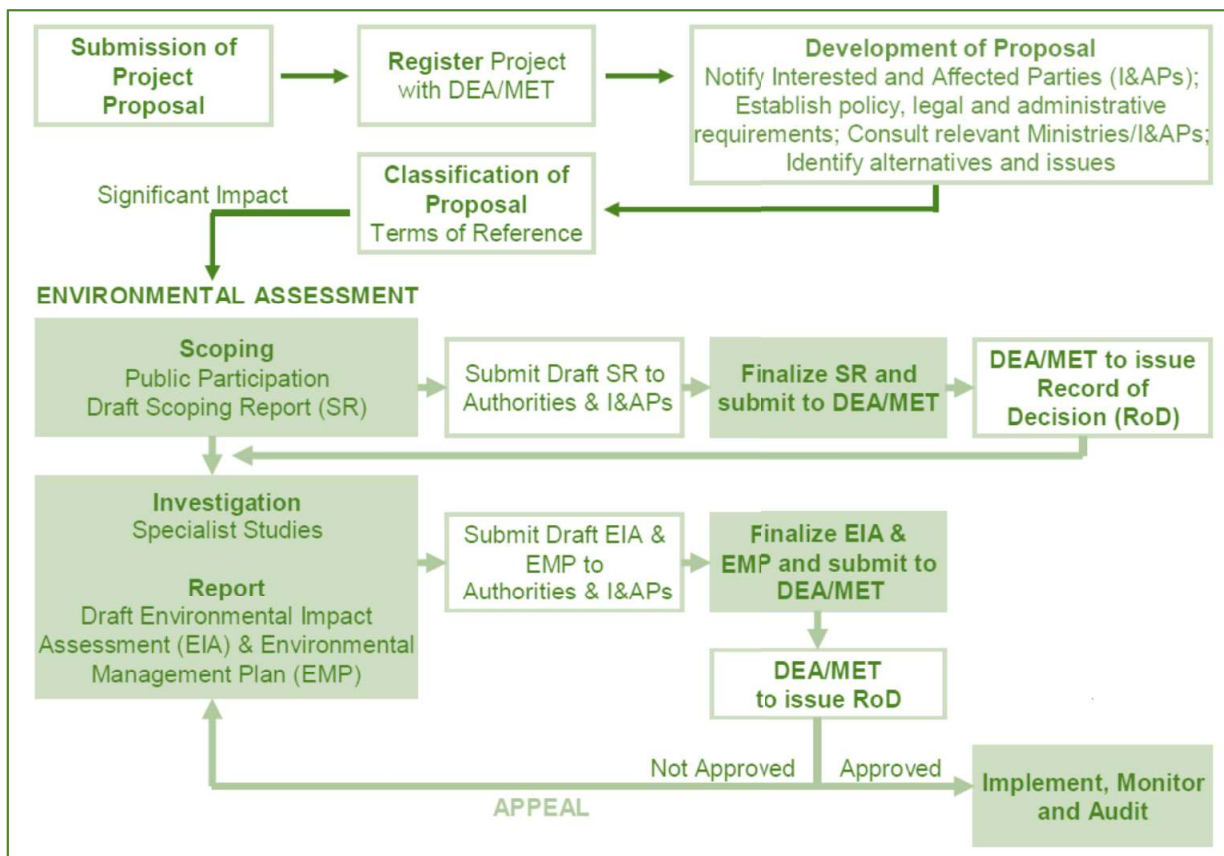 Submission of
Project
Proposal
Register Project
with DEA/MET
Development of Proposal
Notify Interested and Affected Parties (I&APs);
Establish policy, legal and administrative
requirements; Consult relevant Ministries/I&APs;
Identify alternatives and issues
Significant Impact
Classification of
Proposal
Terms of Reference
ENVIRONMENTAL ASSESSMENT
Scoping
Public Participation
Draft Scoping Report (SR)
Submit Draft SR to
Authorities & I&APs
Finalize SR and
submit to DEA/MET
DEA/MET to issue
Record of
Decision (RoD)
Investigation
Specialist Studies
Report
Draft Environmental Impact
Assessment (EIA) & Environmental
Management Plan (EMP)
Submit Draft EIA &
EMP to
Authorities & I&APs
Finalize EIA &
EMP and submit to
DEA/MET
DEA/MET
to issue RoD
Not Approved
Approved
APPEAL
Implement, Monitor
and Audit